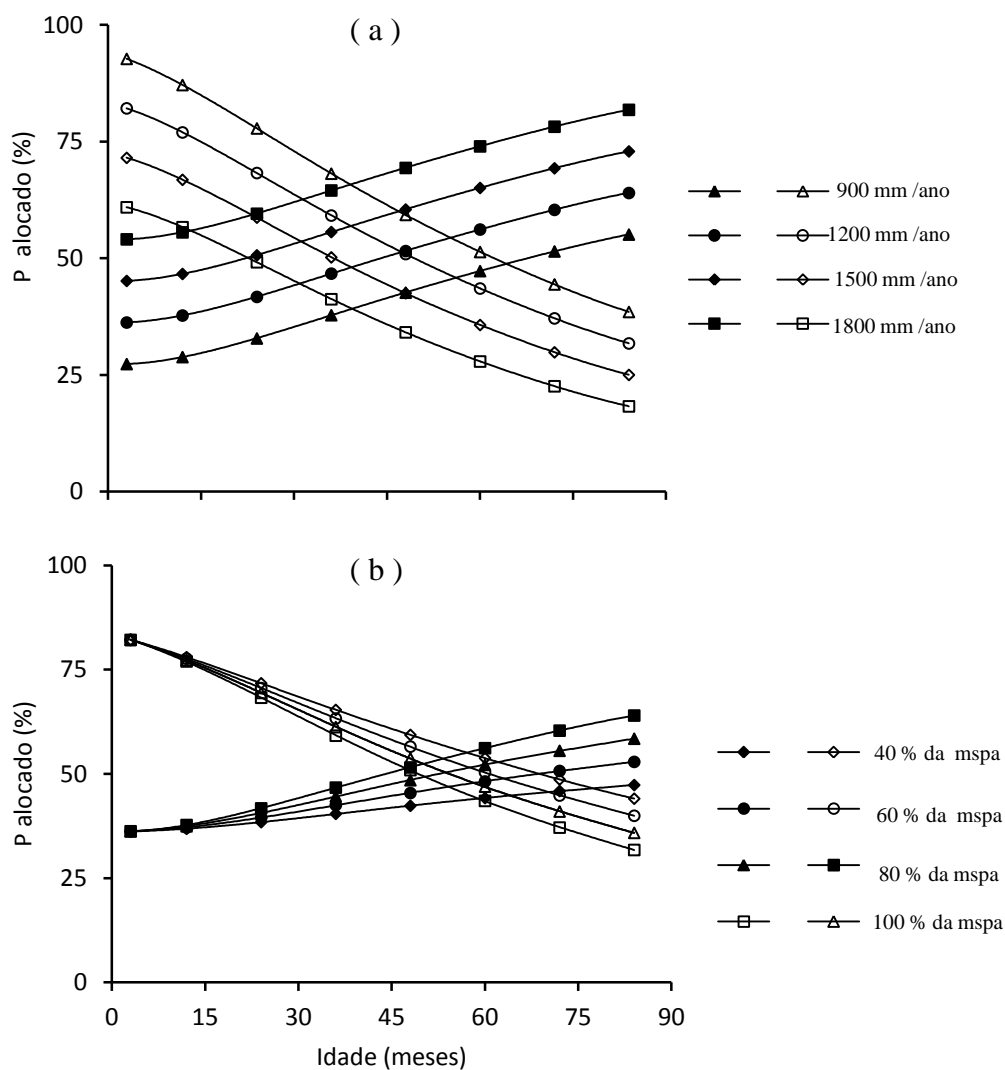 ( a )
100
75
50
25
0
P alocado (%)
900 mm /ano
1200 mm /ano
1500 mm /ano
1800 mm /ano
( b )
100
75
50
25
0
P alocado (%)
0 15 30 45 60 75 90
Idade (meses)
40 % da mspa
60 % da mspa
80 % da mspa
100 % da mspa